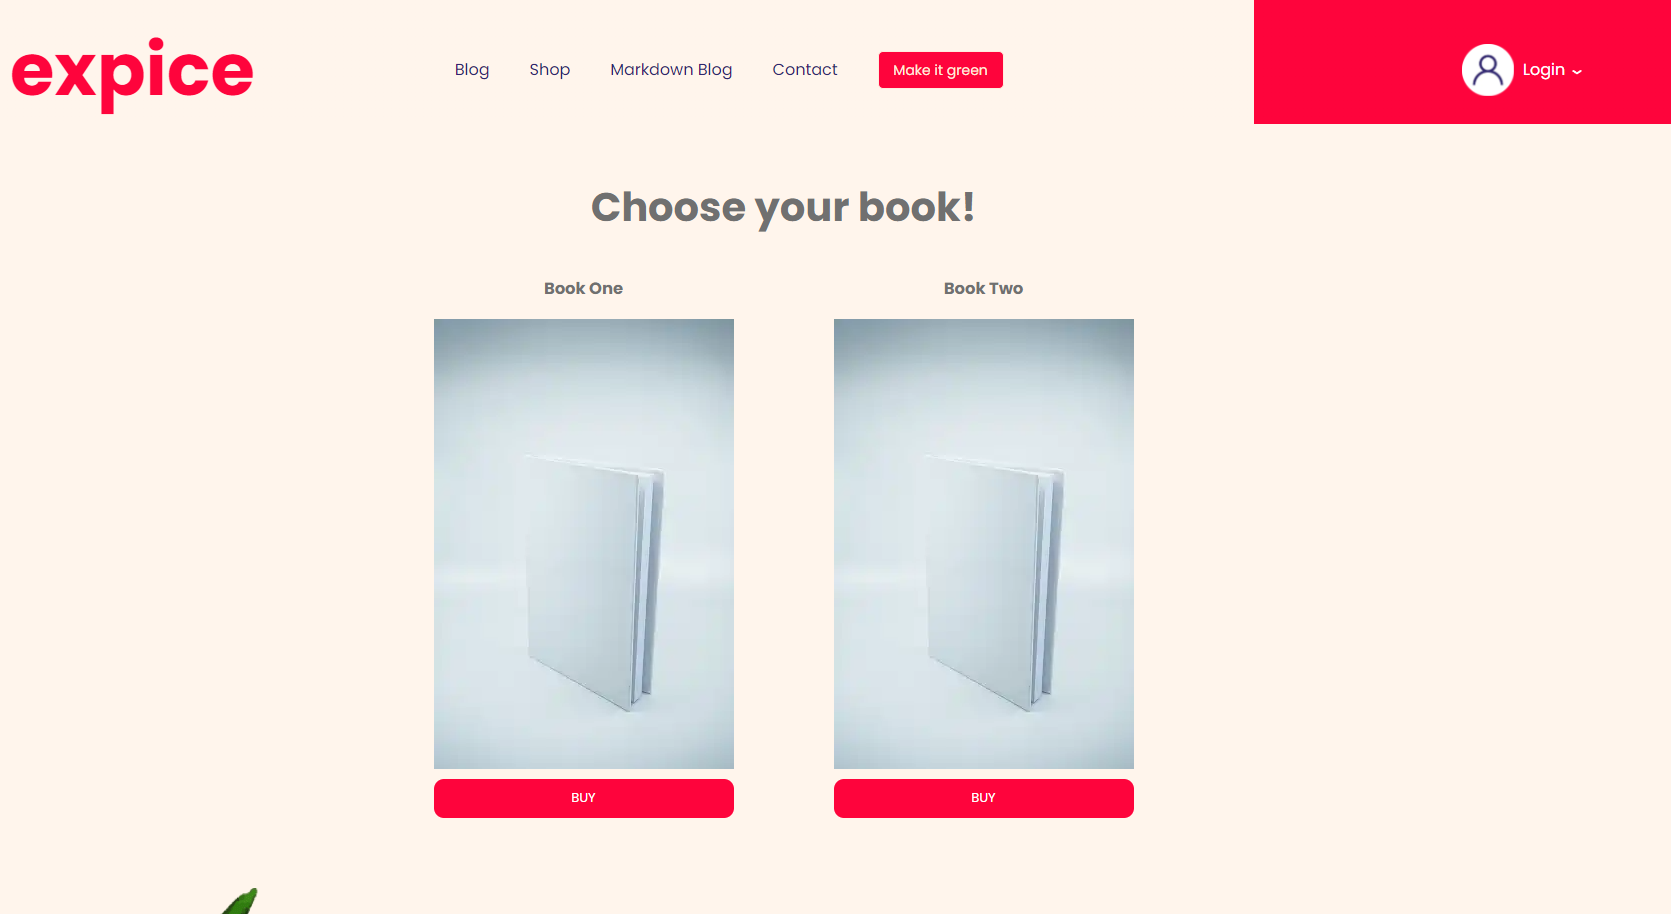 expice
Blog Shop Markdown Blog Contact Make it green
Login
Choose your book!
Book One Book Two
BUY BUY